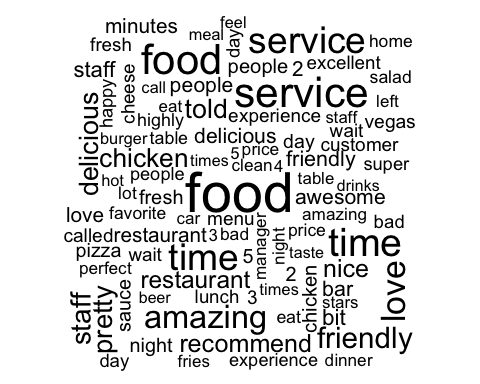 minutes
feel
meal
day
service
home
fresh
food
staff
people
2
excellent
salad
happy
cheese
call
people
service
left
delicious
eat
told
highly
experience
staff
vegas
wait
burger
table
delicious
day
customer
chicken
times
5
price
clean
4
friendly
super
hot
people
food
table
drinks
lot
fresh
awesome
love
favorite
car
menu
manager
night
price
amazing
bad
called
restaurant
3
bad
time
pizza
wait
time
5
taste
perfect
restaurant
2
nice
love
staff
pretty
sauce
beer
lunch
3
times
chicken
bar
stars
amazing
eat
bit
night
recommend
friendly
day
fries
experience
dinner